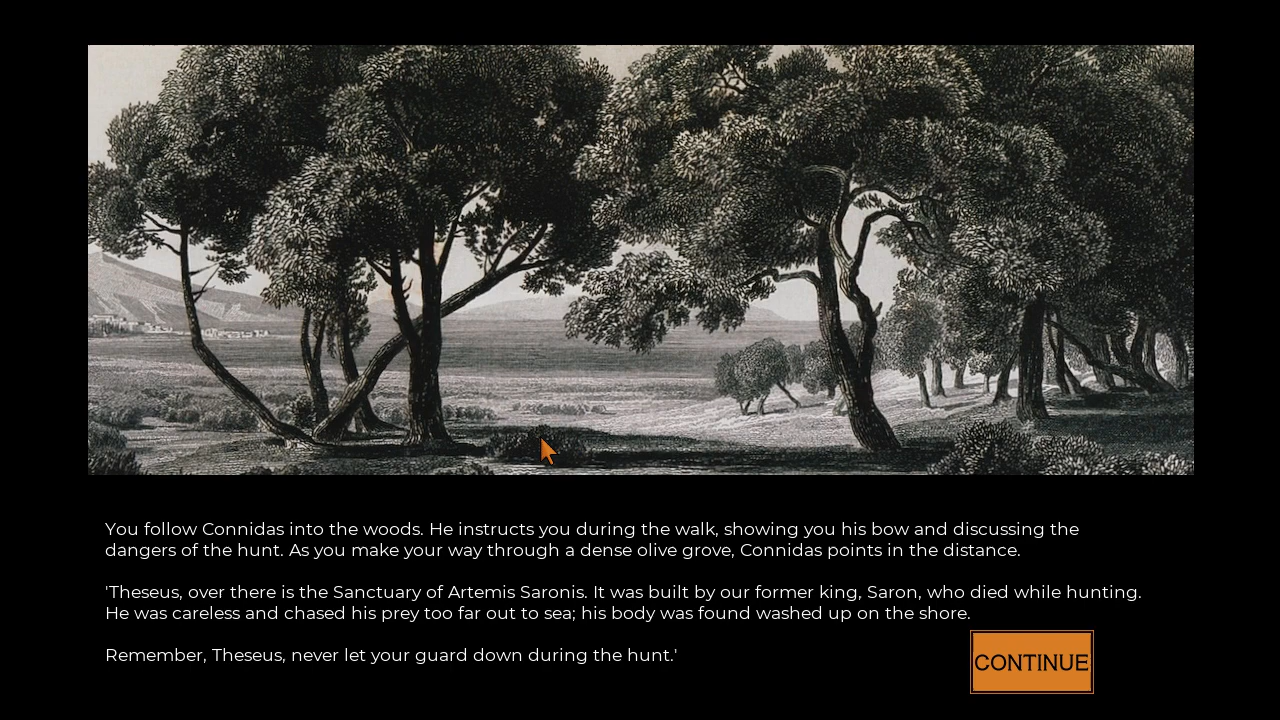 You follow Connidas into the woods. He instructs you during the walk, showing you his bow and discussing the
dangers of the hunt. As you make your way through a dense olive grove, Connidas points in the distance.
'Theseus, over there is the Sanctuary of Artemis Saronis. It was built by our former king, Saron, who died while hunting.
He was careless and chased his prey too far out to sea; his body was found washed up on the shore.
Remember, Theseus, never let your guard down during the hunt.'
CONTINUE